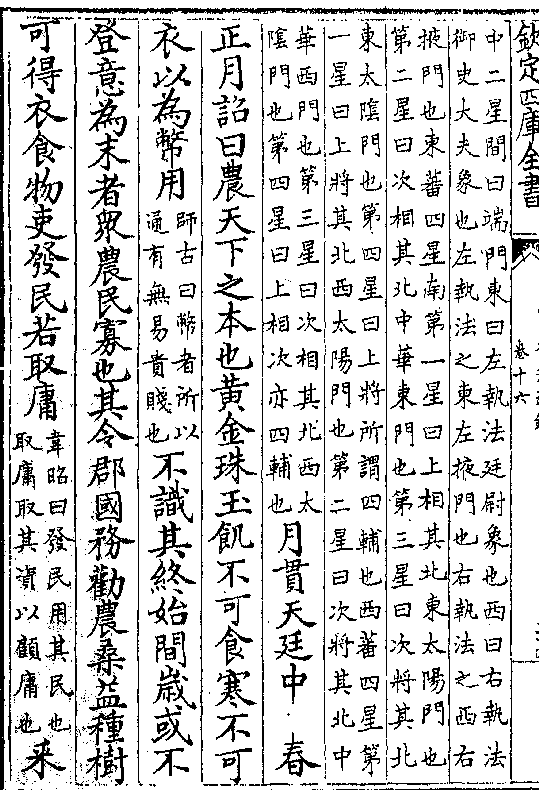 欽定四庫全書
卷十六
中二星間曰端門東曰左執法廷尉象也西曰右執法
御史大夫象也左執法之東左掖門也右執法之西右
掖門也東蕃四星南第一星曰上相其北東太陽門也
第二星曰次相其北中華東門也第三星曰次將其北
東太隂門也第四星曰上將所謂四輔也西蕃四星第
一星曰上將其北西太陽門也第二星曰次將其北中
華西門也第三星曰次相其北西太
隂門也第四星曰上相次亦四輔也
月貫天廷中 春
正月詔曰農天下之本也黄金珠玉飢不可食寒不可
衣以為幣用
師古曰幣者所以
通有無易貴賤也
不識其終始間歲或不
登意為末者衆農民寡也其令郡國務勸農桑益種樹
可得衣食物吏發民若取庸
韋昭曰發民用其民也
取庸取其資以顧庸也
来